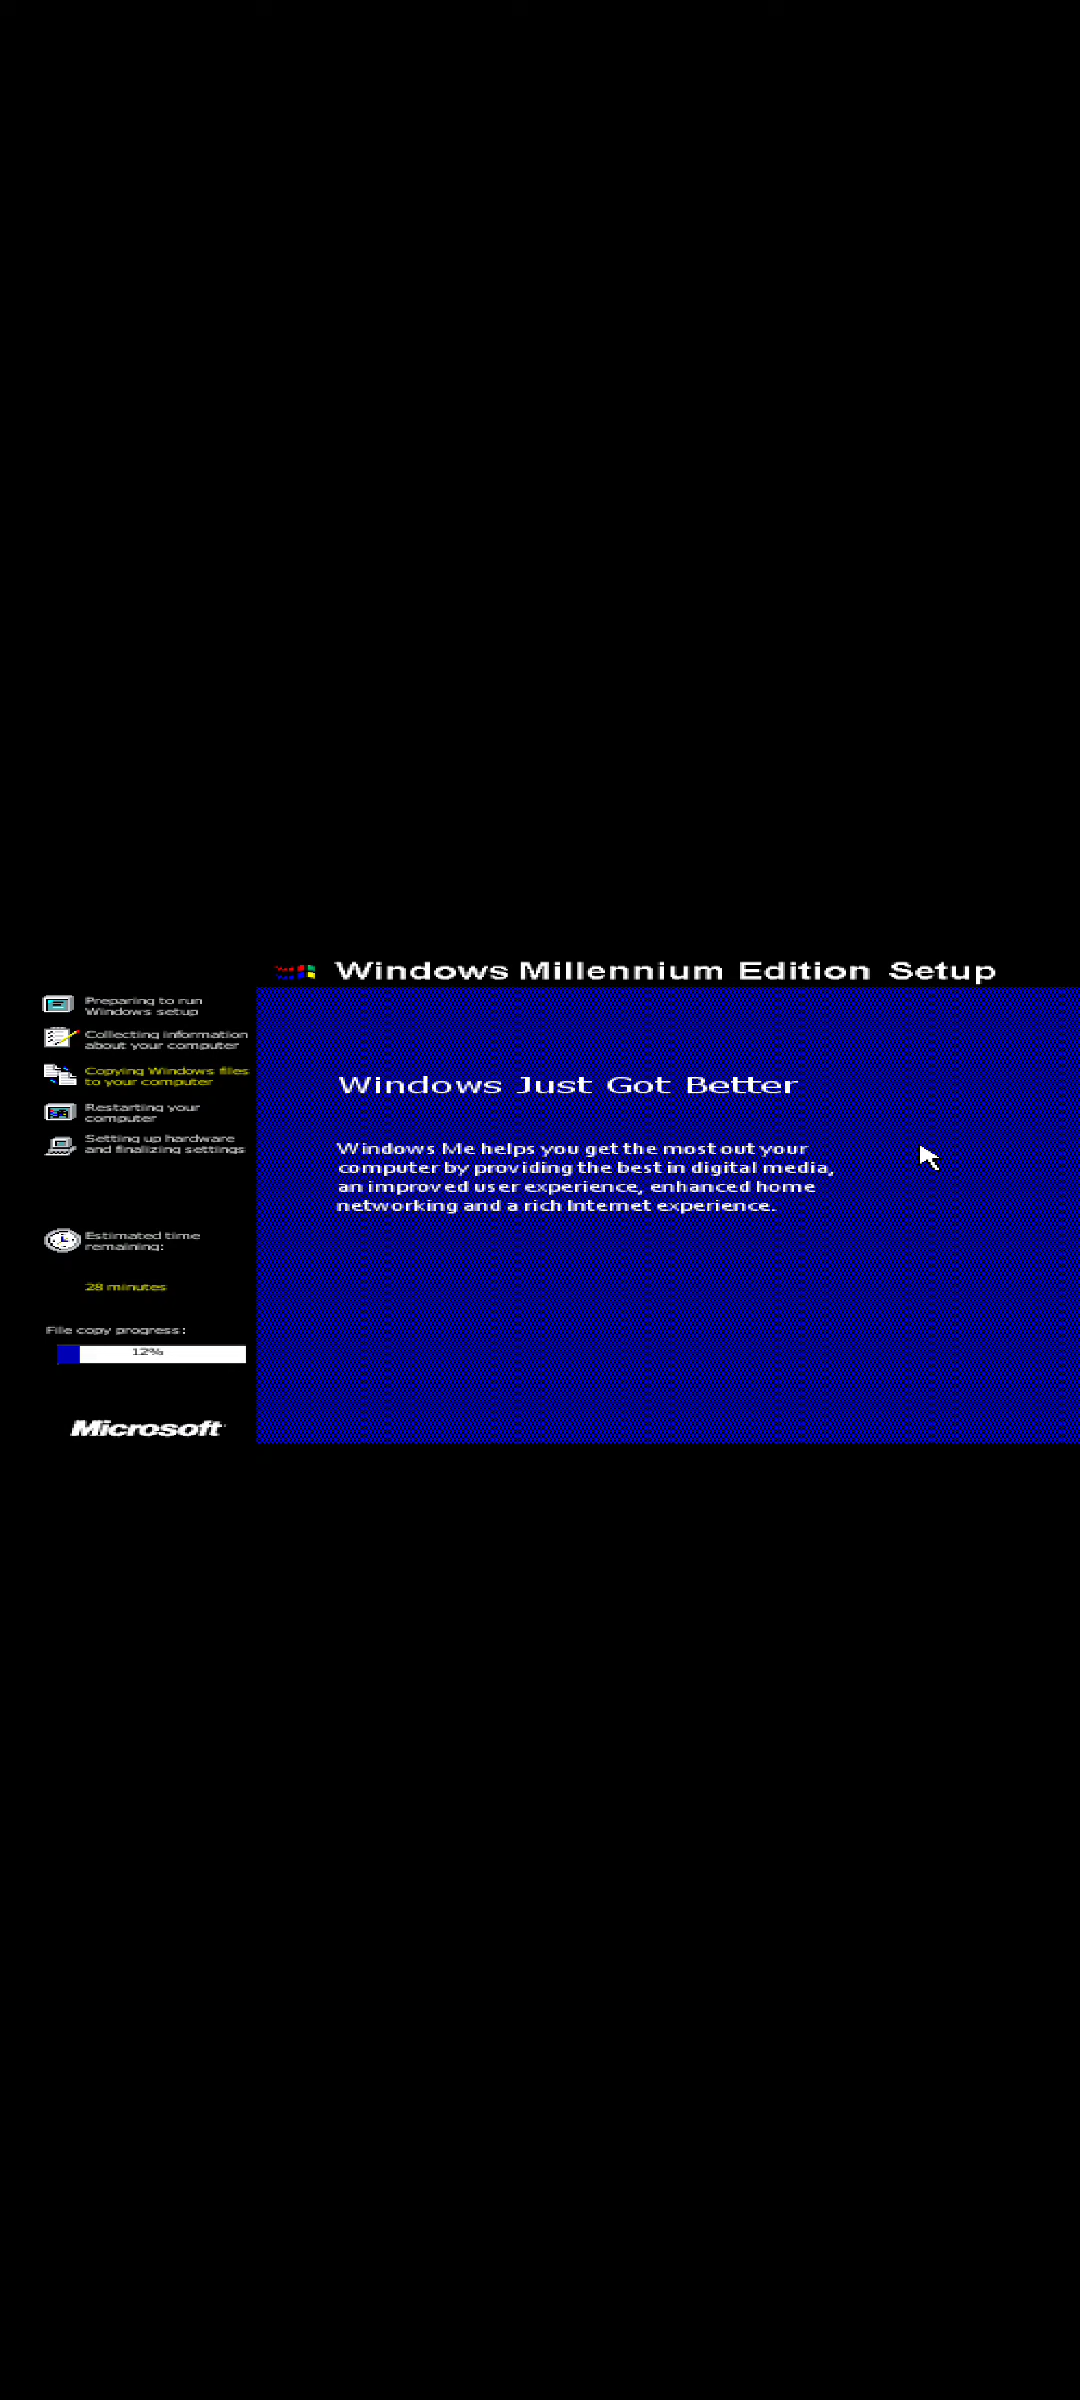 Windows Millennium Edition Setup
Preparing to run
Windows setup
Collecting information
about your computer
Copying Windows files
to your computer
Restarting your
computer
Setting up hardware
and finalizing settings
Estimated time
remaining:
28 minutes
File copy progress:
12%
Microsoft
Windows Just Got Better
Windows Me helps you get the most out your
computer by providing the best in digital media,
an improved user experience, enhanced home
networking and a rich Internet experience.